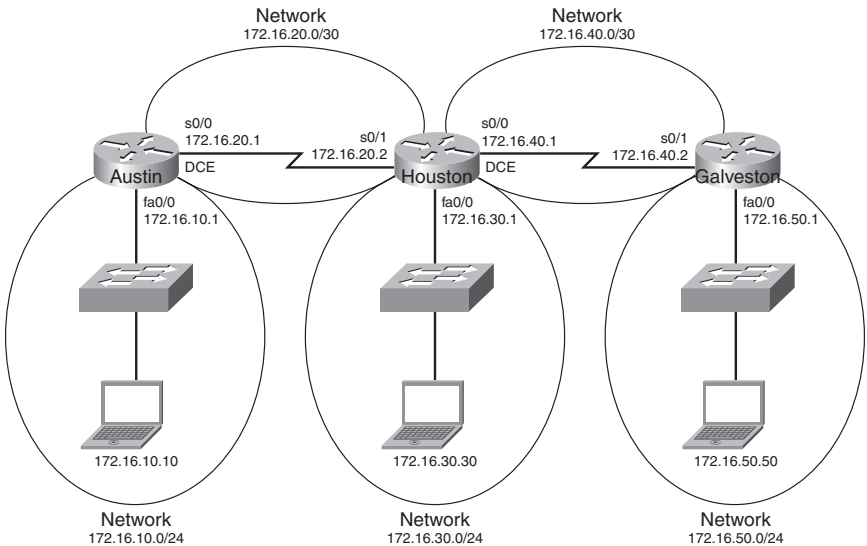 Network
172.16.20.0/30
Network
172.16.40.0/30
s0/0
172.16.20.1
s0/1
172.16.20.2
s0/0
172.16.40.1
s0/1
172.16.40.2
Austin
DCE
Houston
DCE
Galveston
fa0/0
172.16.10.1
fa0/0
172.16.30.1
fa0/0
172.16.50.1
172.16.10.10
172.16.30.30
172.16.50.50
Network
172.16.10.0/24
Network
172.16.30.0/24
Network
172.16.50.0/24